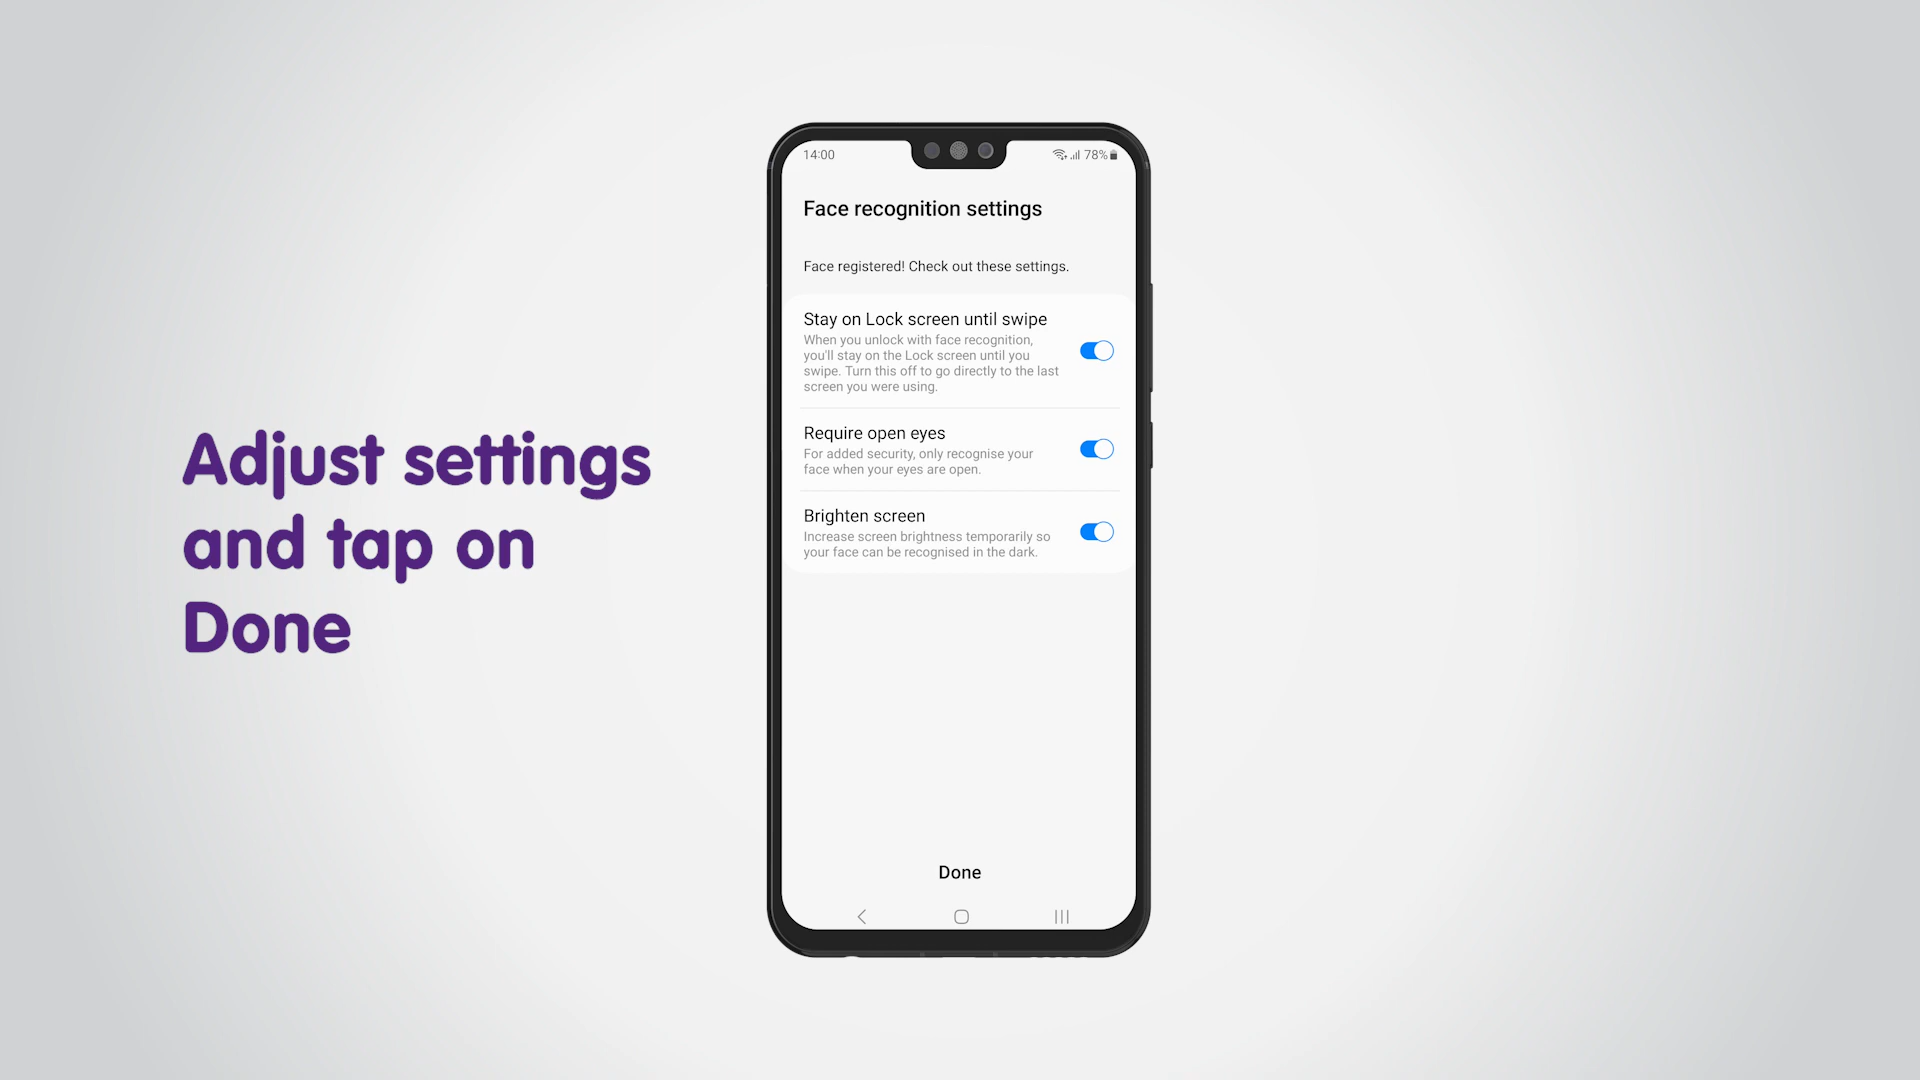 Adjust settings
and tap on
Done
14:00
78%
Face recognition settings
Face registered! Check out these settings.
Stay on Lock screen until swipe
When you unlock with face recognition,
you'll stay on the Lock screen until you
swipe. Turn this off to go directly to the last
screen you were using.
Require open eyes
For added security, only recognise your
face when your eyes are open.
Brighten screen
Increase screen brightness temporarily so
your face can be recognised in the dark.
Done